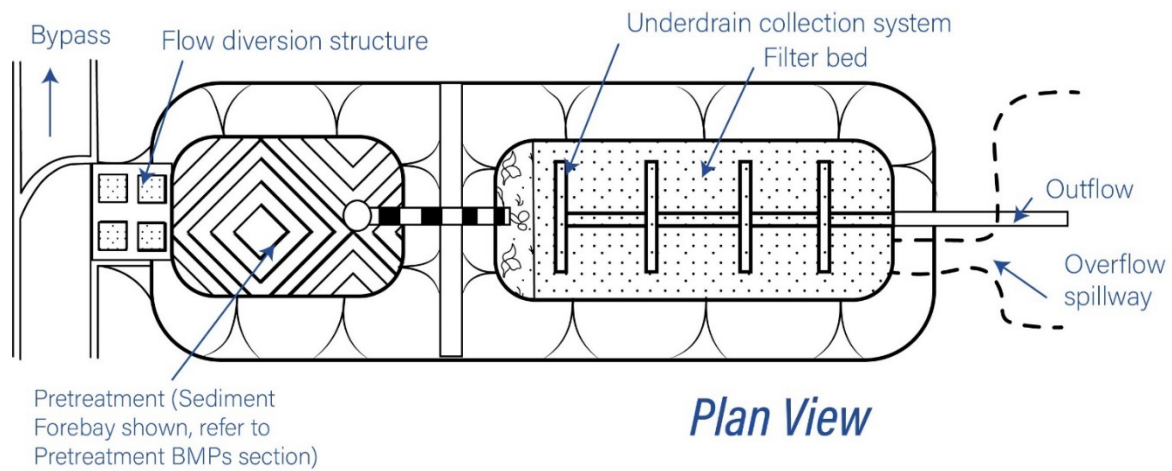 Bypass
Flow diversion structure
Underdrain collection system
Filter bed
Outflow
Overflow
spillway
Pretreatment (Sediment
Forebay shown, refer to
Pretreatment BMPs section)
Plan View